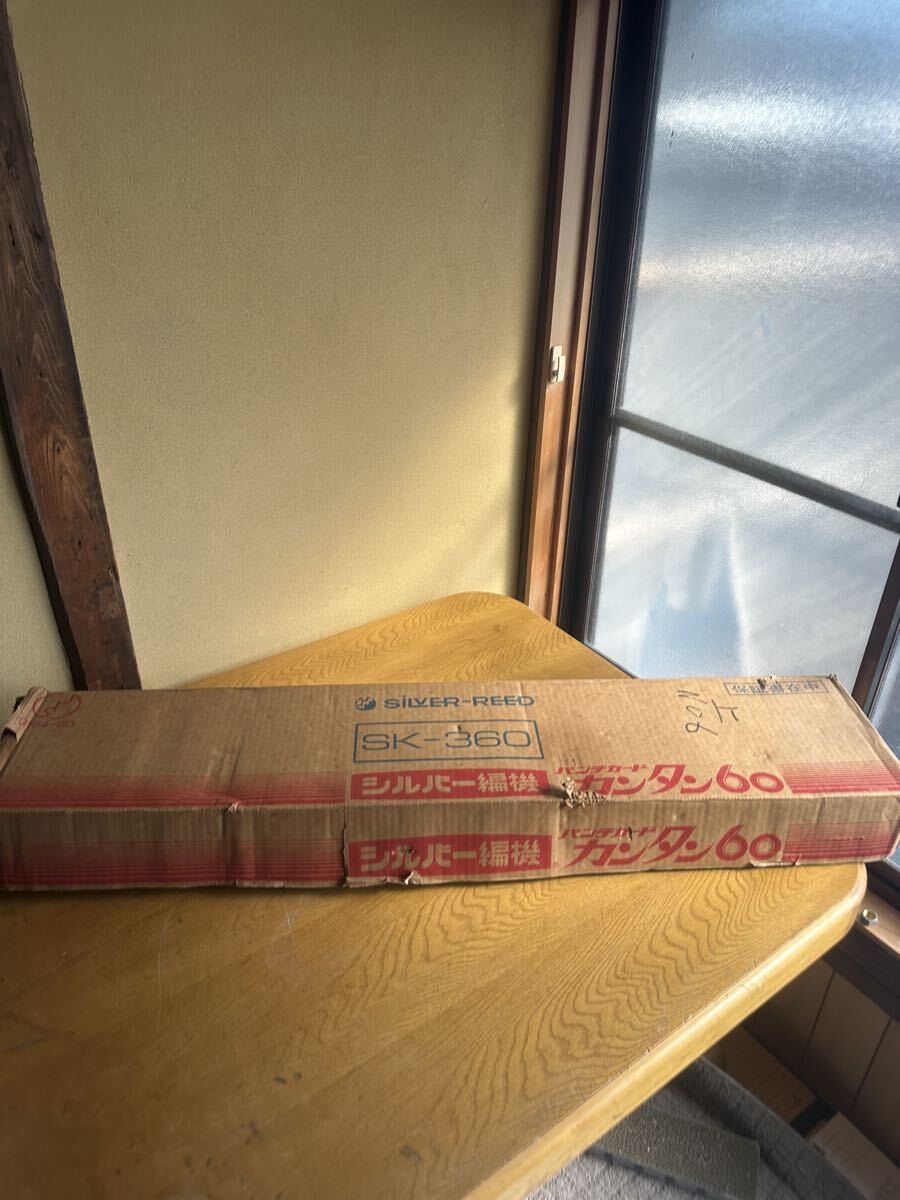 SILVER-REED
保証書在中
SK-360
シルバー編機
パンチカード
カンタン60
シルバー編機
パンチカード
カンタン60